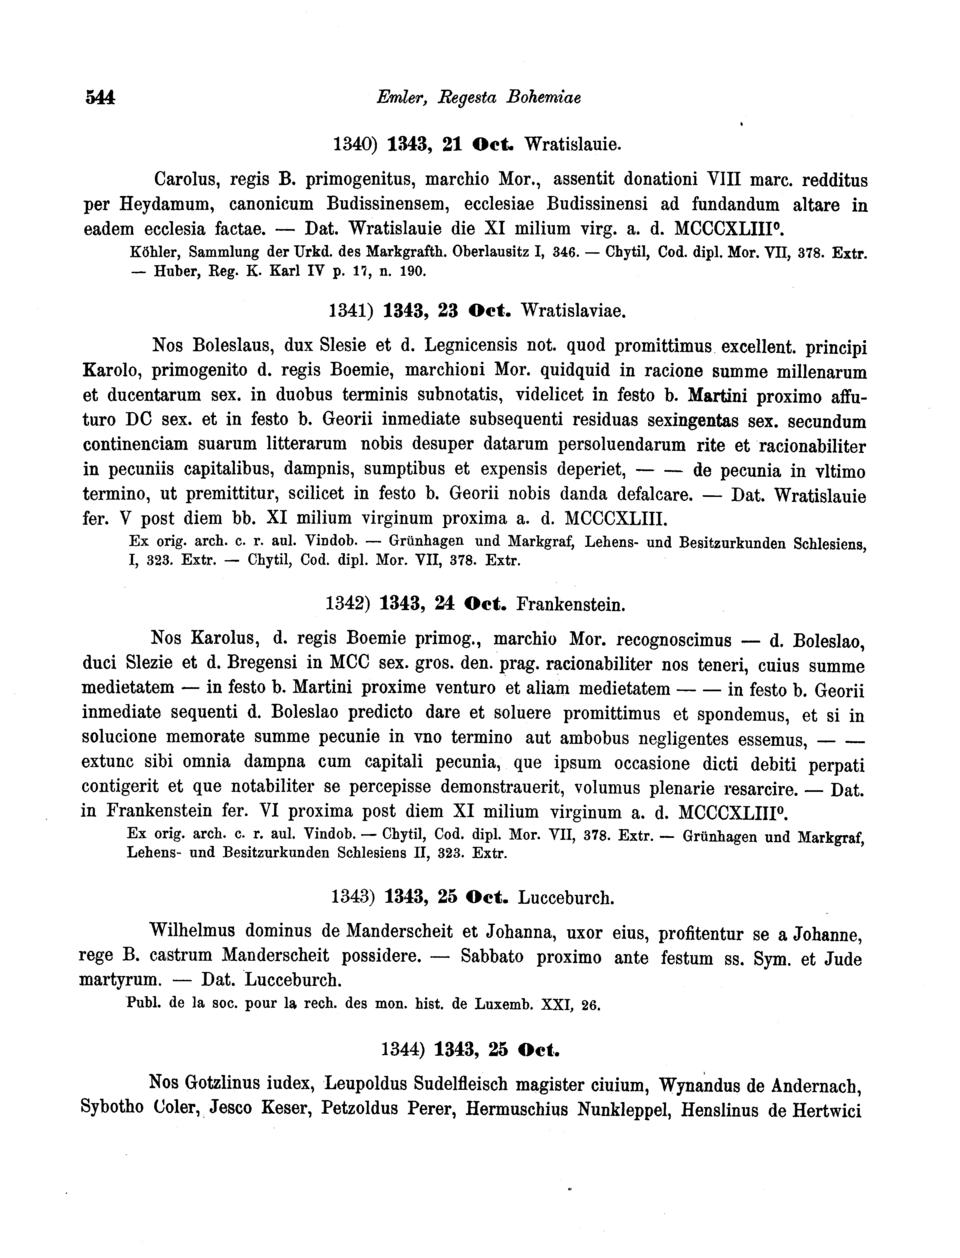 544
Emler, Regesta Bohemiae
1340) 1343, 21 Oct. Wratislauie.
Carolus, regis B. primogenitus, marchio Mor., assentit donationi VIII marc. redditus
per Heydamum, canonicum Budissinensem, ecclesiae Budissinensi ad fundandum altare in
eadem ecclesia factae. — Dat. Wratislauie die XI milium virg. a. d. MCCCXLIII⁰.
Köhler, Sammlung der Urkd. des Markgrafth. Oberlausitz I, 346. — Chytil, Cod. dipl. Mor. VII, 378. Extr.
— Huber, Reg. K. Karl IV p. 17, n. 190.
1341) 1343, 23 Oct. Wratislaviae.
Nos Boleslaus, dux Slesie et d. Legnicensis not. quod promittimus excellent. principi
Karolo, primogenito d. regis Boemie, marchioni Mor. quidquid in racione summe millenarum
et ducentarum sex. in duobus terminis subnotatis, videlicet in festo b. Martini proximo affu-
turo DC sex. et in festo b. Georii inmediate subsequenti residuas sexingentas sex. secundum
continenciam suarum litterarum nobis desuper datarum persoluendarum rite et racionabiliter
in pecuniis capitalibus, dampnis, sumptibus et expensis deperiet, — — de pecunia in vltimo
termino, ut premittitur, scilicet in festo b. Georii nobis danda defalcare. — Dat. Wratislauie
fer. V post diem bb. XI milium virginum proxima a. d. MCCCXLIII.
Ex orig. arch. c. r. aul. Vindob. — Grünhagen und Markgraf, Lehens- und Besitzurkunden Schlesiens,
I, 323. Extr. — Chytil, Cod. dipl. Mor. VII, 378. Extr.
1342) 1343, 24 Oct. Frankenstein.
Nos Karolus, d. regis Boemie primog., marchio Mor. recognoscimus — d. Boleslao,
duci Slezie et d. Bregensi in MCC sex. gros. den. prag. racionabiliter nos teneri, cuius summe
medietatem — in festo b. Martini proxime venturo et aliam medietatem — — in festo b. Georii
inmediate sequenti d. Boleslao predicto dare et soluere promittimus et spondemus, et si in
solucione memorate summe pecunie in vno termino aut ambobus negligentes essemus, — —
extunc sibi omnia dampna cum capitali pecunia, que ipsum occasione dicti debiti perpati
contigerit et que notabiliter se percepisse demonstrauerit, volumus plenarie resarcire. — Dat.
in Frankenstein fer. VI proxima post diem XI milium virginum a. d. MCCCXLIII⁰.
Ex orig. arch. c. r. aul. Vindob. — Chytil, Cod. dipl. Mor. VII, 378. Extr. — Grünhagen und Markgraf,
Lehens- und Besitzurkunden Schlesiens II, 323. Extr.
1343) 1343, 25 Oct. Lucceburch.
Wilhelmus dominus de Manderscheit et Johanna, uxor eius, profitentur se a Johanne,
rege B. castrum Manderscheit possidere. — Sabbato proximo ante festum ss. Sym. et Jude
martyrum. — Dat. Lucceburch.
Publ. de la soc. pour la rech. des mon. hist. de Luxemb. XXI, 26.
1344) 1343, 25 Oct.
Nos Gotzlinus iudex, Leupoldus Sudelfleisch magister ciuium, Wynandus de Andernach,
Sybotho Coler, Jesco Keser, Petzoldus Perer, Hermuschius Nunkleppel, Henslinus de Hertwici